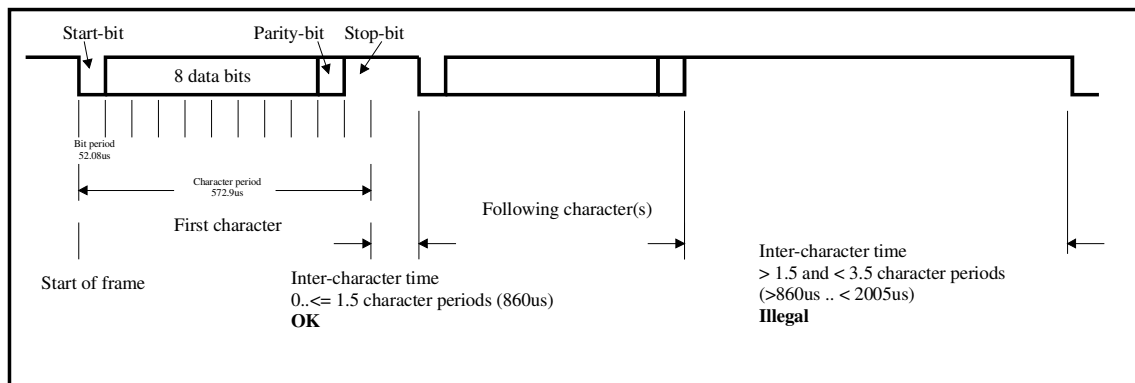 Start-bit
Parity-bit
Stop-bit
8 data bits
Bit period
52.08us
Character period
572.9us
First character
Following character(s)
Start of frame
Inter-character time
0..<= 1.5 character periods (860us)
OK
Inter-character time
> 1.5 and < 3.5 character periods
(>860us .. < 2005us)
Illegal